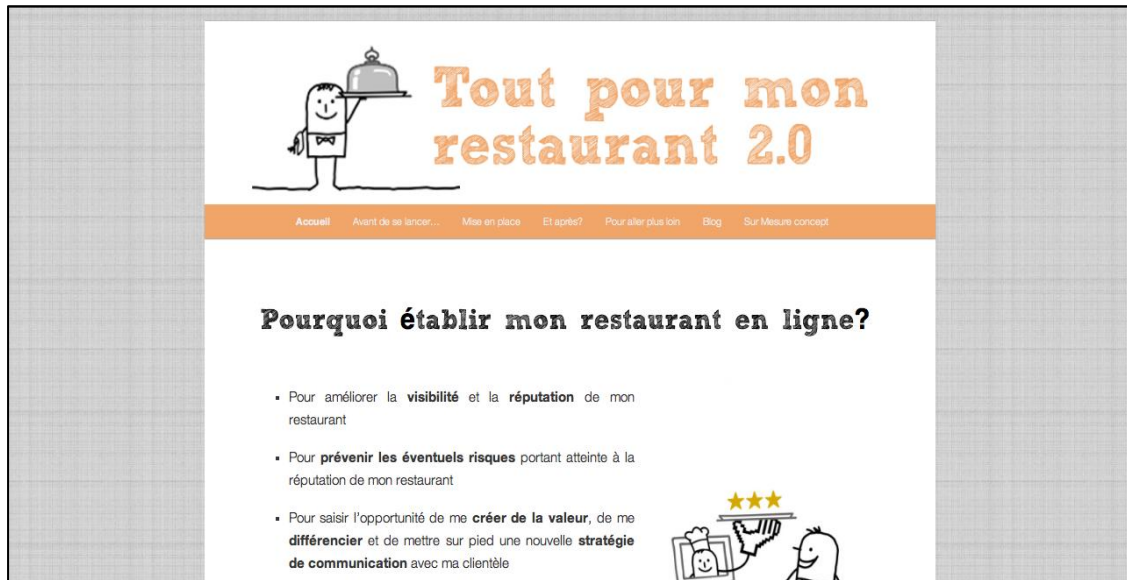 Tout pour mon
restaurant 2.0
Accueil Avant de se lancer... Mise en place Et après? Pour aller plus loin Blog Sur Mesure concept
Pourquoi établir mon restaurant en ligne?
Pour améliorer la visibilité et la réputation de mon
restaurant
Pour prévenir les éventuels risques portant atteinte à la
réputation de mon restaurant
Pour saisir l'opportunité de me créer de la valeur, de me
différencier et de mettre sur pied une nouvelle stratégie
de communication avec ma clientèle